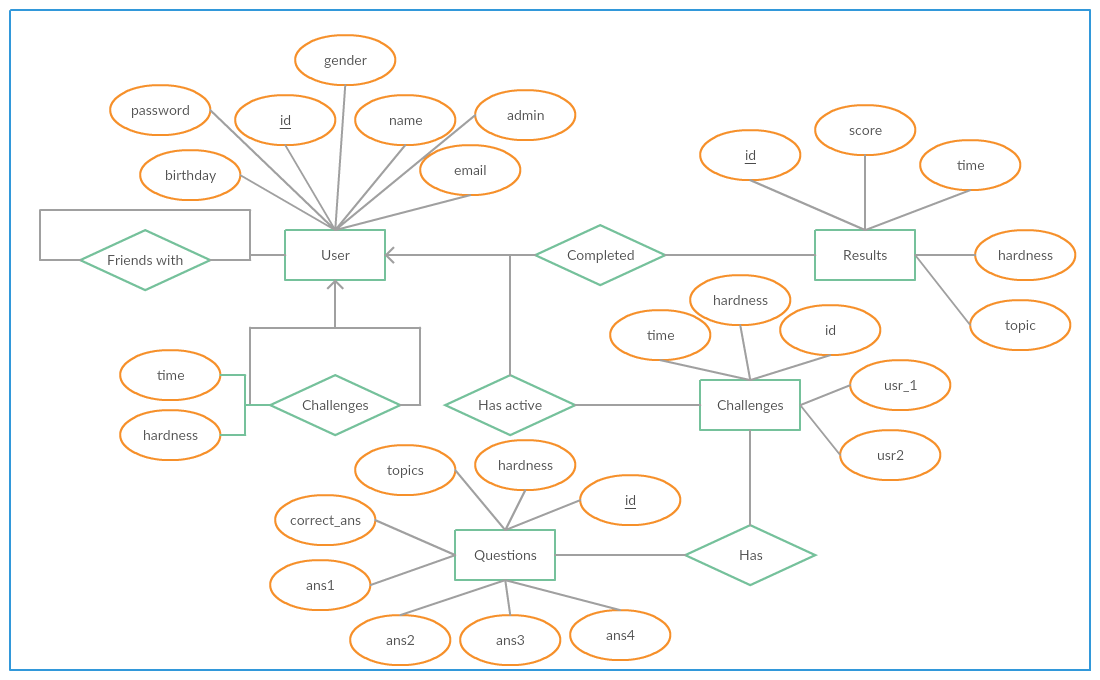 gender
password
id
name
admin
birthday
email
id
score
time
Friends with
User
Completed
Results
hardness
topic
hardness
time
id
time
hardness
Challenges
Has active
Challenges
usr_1
usr2
topics
hardness
id
correct_ans
Questions
Has
ans1
ans2
ans3
ans4